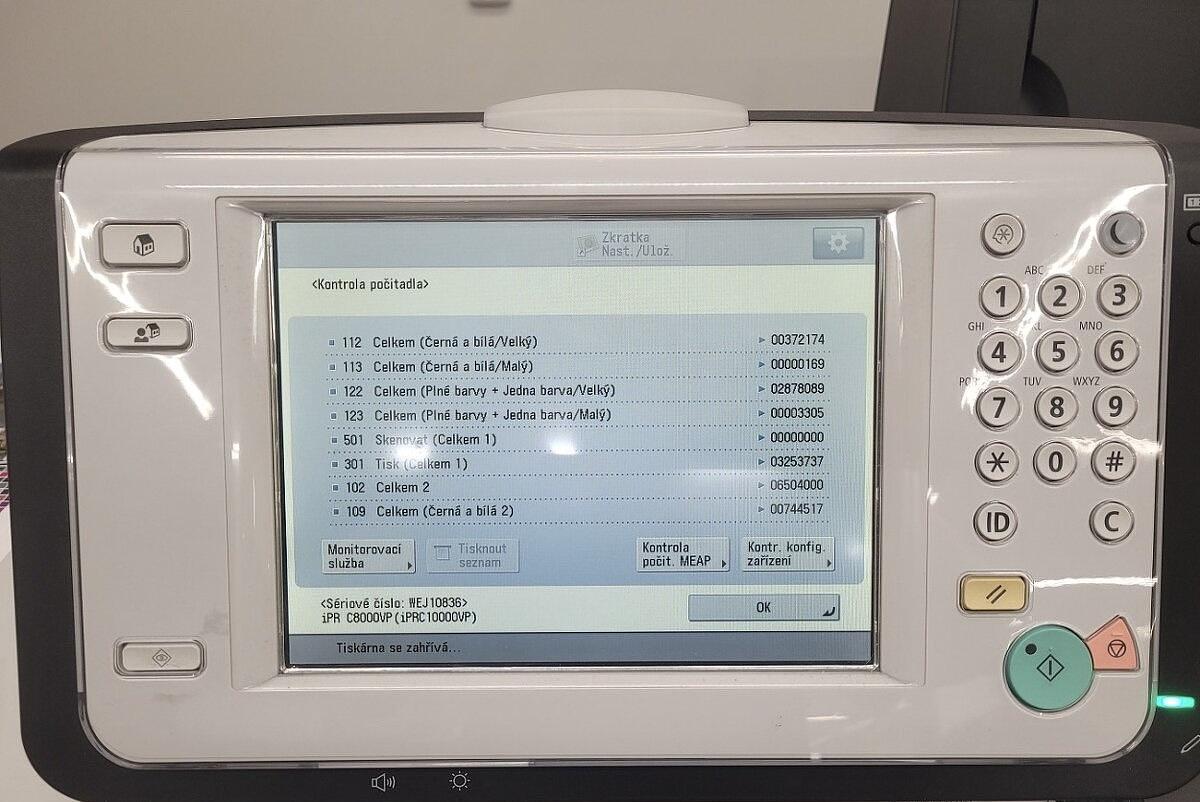 Zkratka
Nast./Ulož.
<Kontrola počítadla>
112 Celkem (Černá a bílá/Velký) 00372174
113 Celkem (Černá a bílá/Malý) 00000169
122 Celkem (Plné barvy + Jedna barva/Velký) 02878089
123 Celkem (Plné barvy + Jedna barva/Malý) 00003305
501 Skenovat (Celkem 1) 00000000
301 Tisk (Celkem 1) 03253737
102 Celkem 2 06504000
109 Celkem (Černá a bílá 2) 00744517
Monitorovací
služba
Tisknout
seznam
Kontrola
počit. MEAP
Kontr. konfig.
zařízení
<Sériové číslo: WEJ10836>
iPR C8000VP(iPRC10000VP)
OK
Tiskárna se zahřívá...
ABC DEF
1 2 3
GHI MNO
4 5 6
TUV WXYZ
7 8 9
* 0 #
ID C